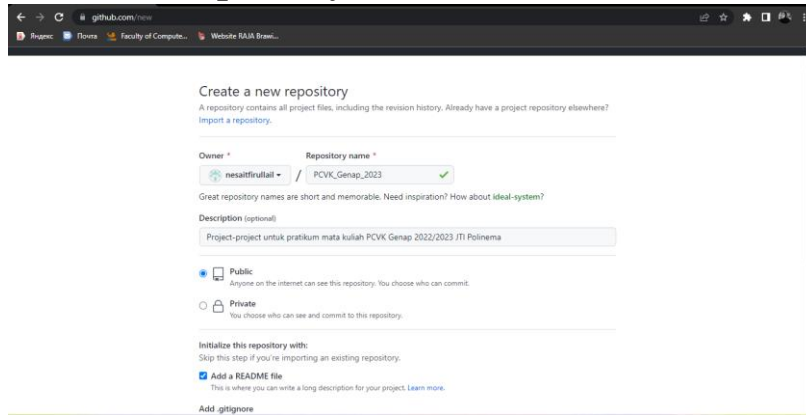 github.com/new
Яндекс Почта Faculty of Compute... Website RAJA Brawi...
Create a new repository
A repository contains all project files, including the revision history. Already have a project repository elsewhere?
Import a repository.
Owner * Repository name *
nesaitfirullail / PCVK_Genap_2023
Great repository names are short and memorable. Need inspiration? How about ideal-system?
Description (optional)
Project-project untuk pratikum mata kuliah PCVK Genap 2022/2023 JTI Polinema
Public
Anyone on the internet can see this repository. You choose who can commit.
Private
You choose who can see and commit to this repository.
Initialize this repository with:
Skip this step if you're importing an existing repository.
Add a README file
This is where you can write a long description for your project. Learn more.
Add .gitignore